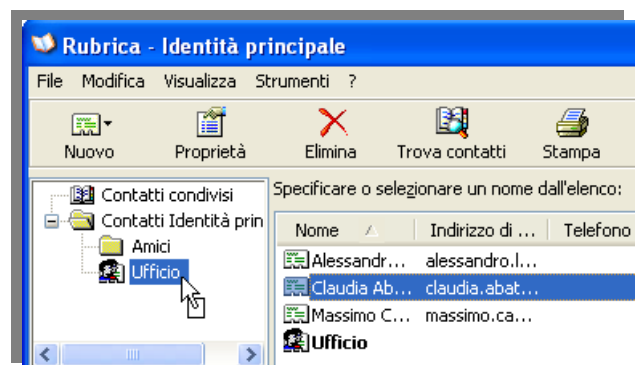 Rubrica - Identità principale
File Modifica Visualizza Strumenti ?
Nuovo Proprietà Elimina Trova contatti Stampa
Contatti condivisi
Contatti Identità prin
Amici
Ufficio
Specificare o selezionare un nome dall'elenco:
Nome Indirizzo di ... Telefono
Alessandr... alessandro.l...
Claudia Ab... claudia.abat...
Massimo C... massimo.ca...
Ufficio